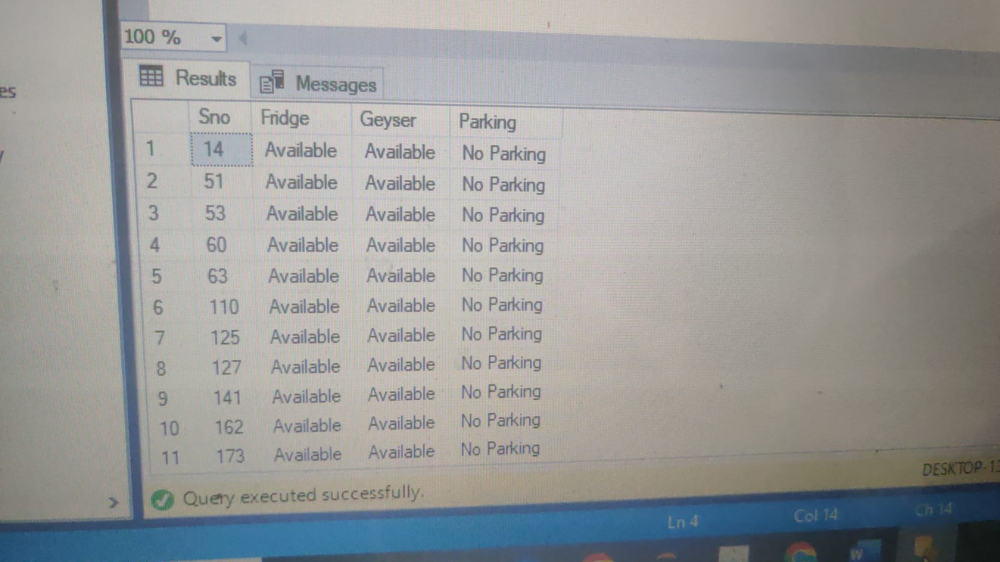 100 %
es
Results Messages
Sno Fridge Geyser Parking
1 14 Available Available No Parking
2 51 Available Available No Parking
3 53 Available Available No Parking
4 60 Available Available No Parking
5 63 Available Available No Parking
6 110 Available Available No Parking
7 125 Available Available No Parking
8 127 Available Available No Parking
9 141 Available Available No Parking
10 162 Available Available No Parking
11 173 Available Available No Parking
DESKTOP-13
Query executed successfully.
Ln 4 Col 14 Ch 14
W